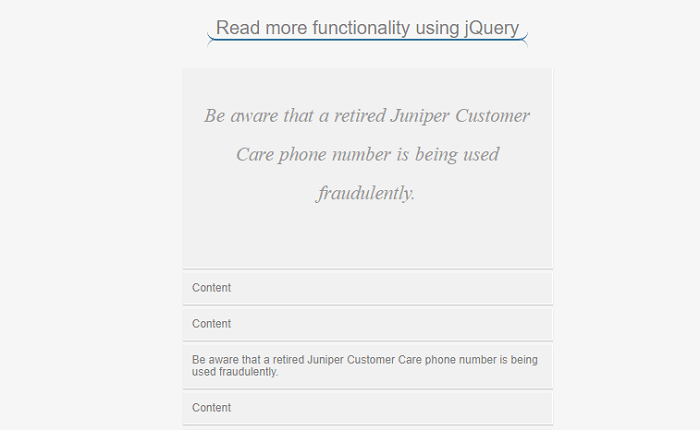 Read more functionality using jQuery
Be aware that a retired Juniper Customer
Care phone number is being used
fraudulently.
Content
Content
Be aware that a retired Juniper Customer Care phone number is being
used fraudulently.
Content